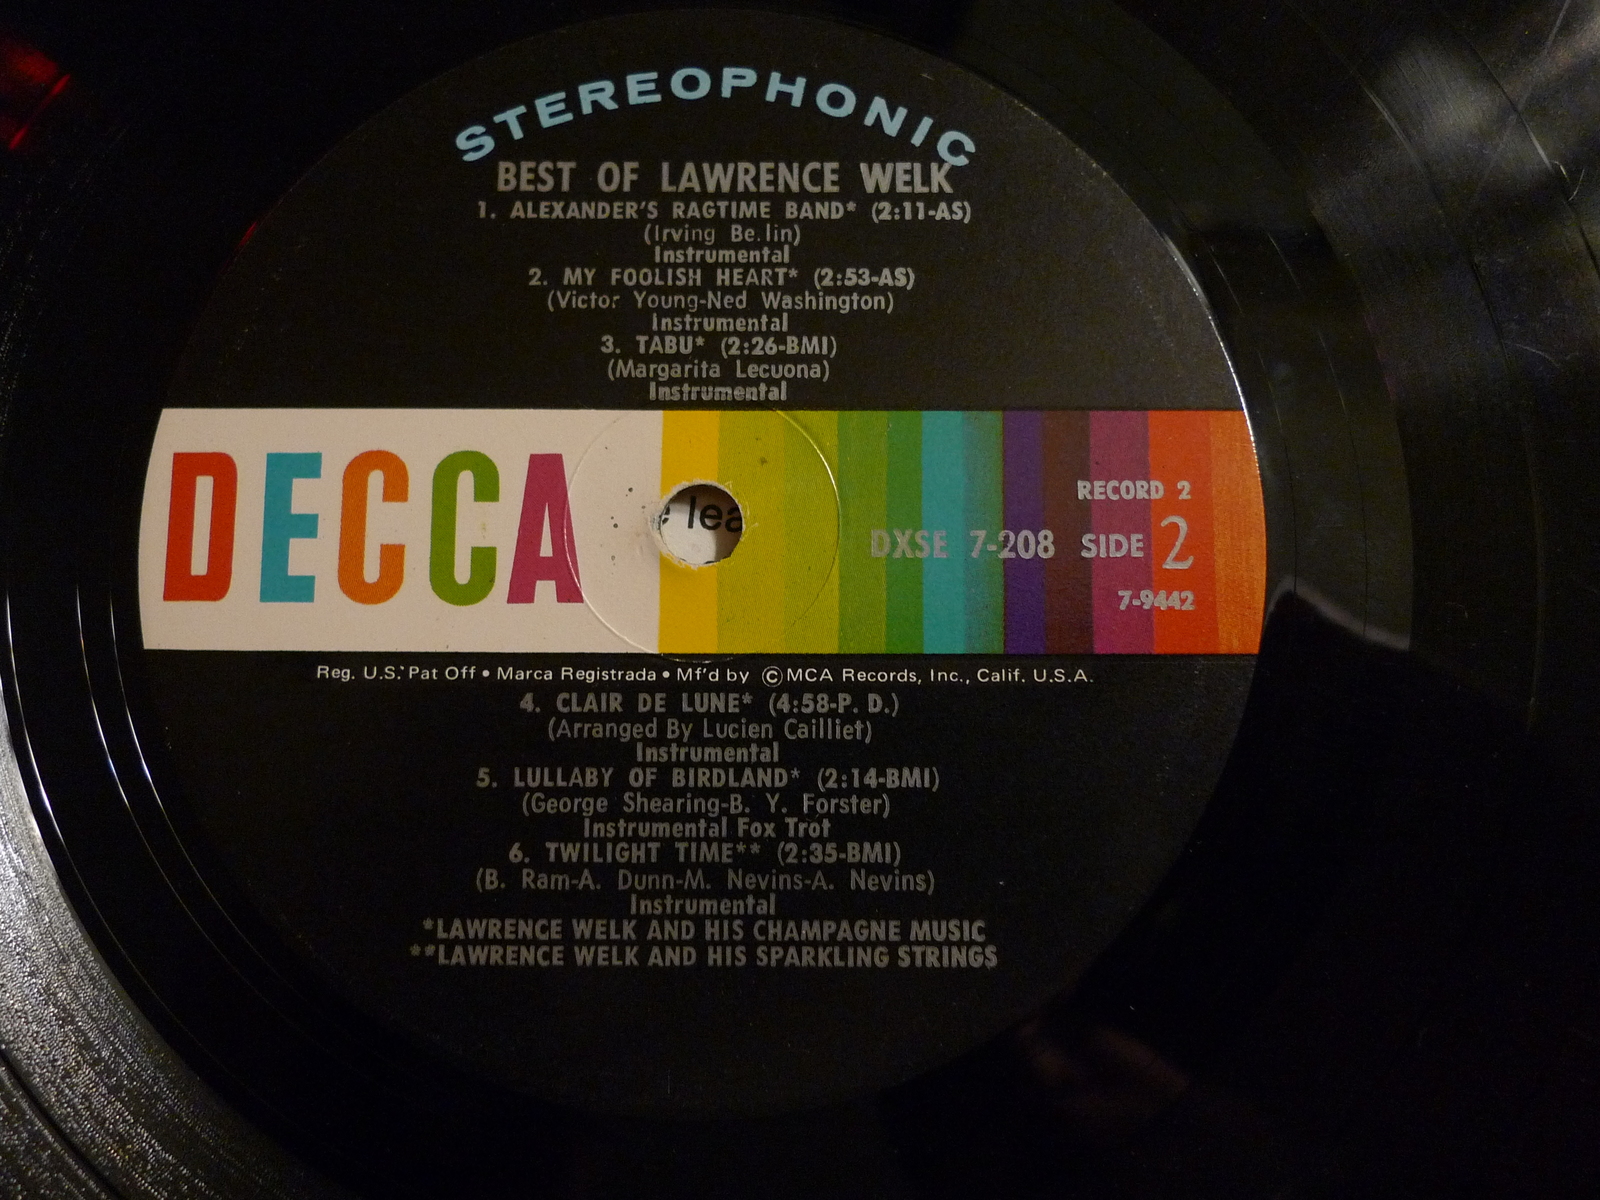 STEREOPHONIC
BEST OF LAWRENCE WELK
1. ALEXANDER'S RAGTIME BAND* (2:11-AS)
(Irving Be.lin)
Instrumental
2. MY FOOLISH HEART* (2:53-AS)
(Victor Young-Ned Washington)
Instrumental
3. TABU* (2:26-BMI)
(Margarita Lecuona)
Instrumental
DECCA
RECORD 2
DXSE 7-208 SIDE 2
7-9442
lea
Reg. U.S. Pat Off • Marca Registrada • Mf'd by ©MCA Records, Inc., Calif. U.S.A.
4. CLAIR DE LUNE* (4:58-P. D.)
(Arranged By Lucien Cailliet)
Instrumental
5. LULLABY OF BIRDLAND* (2:14-BMI)
(George Shearing-B. Y. Forster)
Instrumental Fox Trot
6. TWILIGHT TIME** (2:35-BMI)
(B. Ram-A. Dunn-M. Nevins-A. Nevins)
Instrumental
*LAWRENCE WELK AND HIS CHAMPAGNE MUSIC
**LAWRENCE WELK AND HIS SPARKLING STRINGS